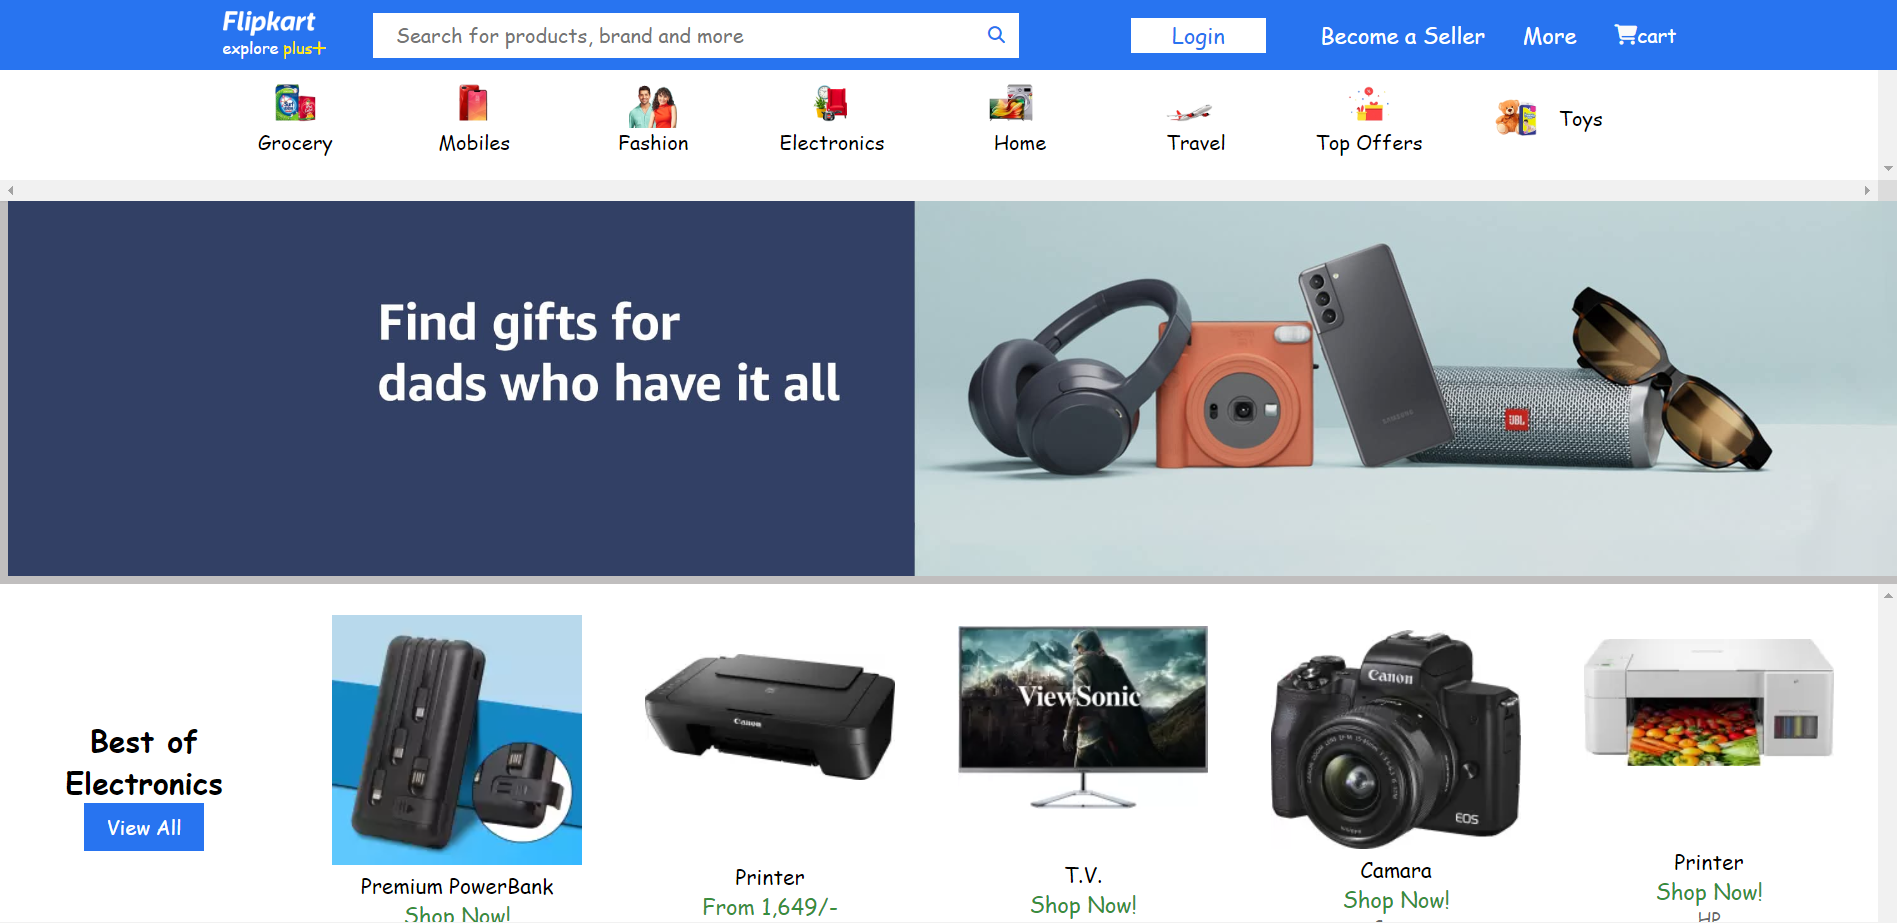 Flipkart
explore plus+
Search for products, brand and more
Login
Become a Seller
More
cart
Grocery
Mobiles
Fashion
Electronics
Home
Travel
Top Offers
Toys
Find gifts for
dads who have it all
SAMSUNG
JBL
Best of
Electronics
View All
Canon
ViewSonic
Canon
EOS
Premium PowerBank
Shop Now!
Printer
From 1,649/-
T.V.
Shop Now!
Camara
Shop Now!
Printer
Shop Now!
HP